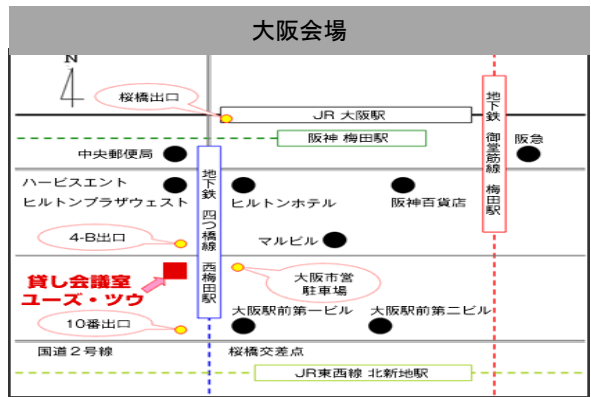 大阪会場
N
桜橋出口
JR 大阪駅
阪神 梅田駅
地下鉄 御堂筋線 梅田駅
阪急
中央郵便局
地下鉄 四つ橋線 西梅田駅
ハービスエント
ヒルトンプラザウェスト
ヒルトンホテル
阪神百貨店
4-B出口
マルビル
貸し会議室
ユーズ・ツウ
大阪市営
駐車場
10番出口
大阪駅前第一ビル
大阪駅前第二ビル
国道２号線
桜橋交差点
JR東西線 北新地駅